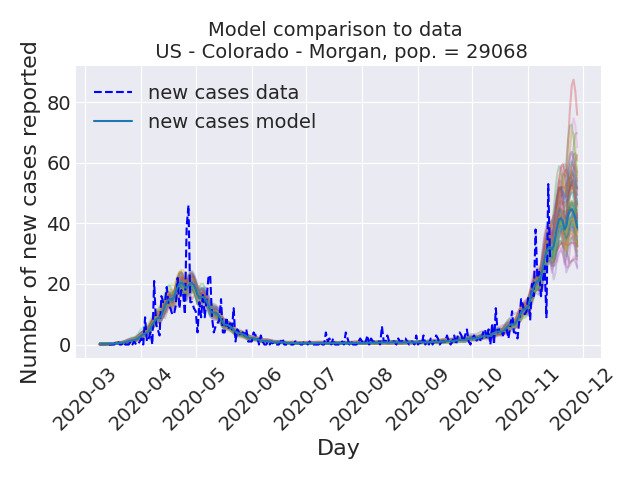 Model comparison to data
US - Colorado - Morgan, pop. = 29068
Number of new cases reported
80
60
40
20
0
new cases data
new cases model
2020-03
2020-04
2020-05
2020-06
2020-07
2020-08
2020-09
2020-10
2020-11
2020-12
Day